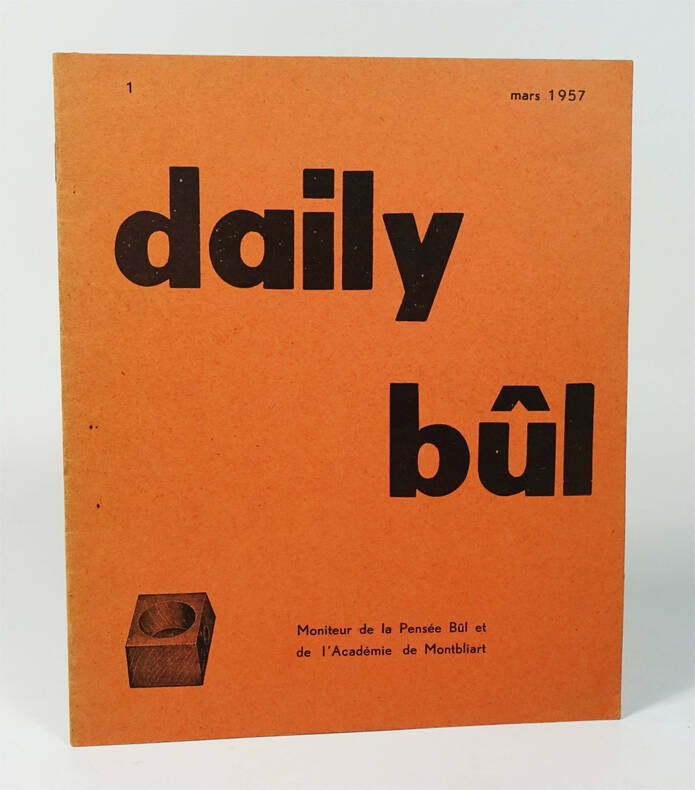 1
mars 1957
daily
bûl
Moniteur de la Pensée Bûl et
de l'Académie de Montbliart